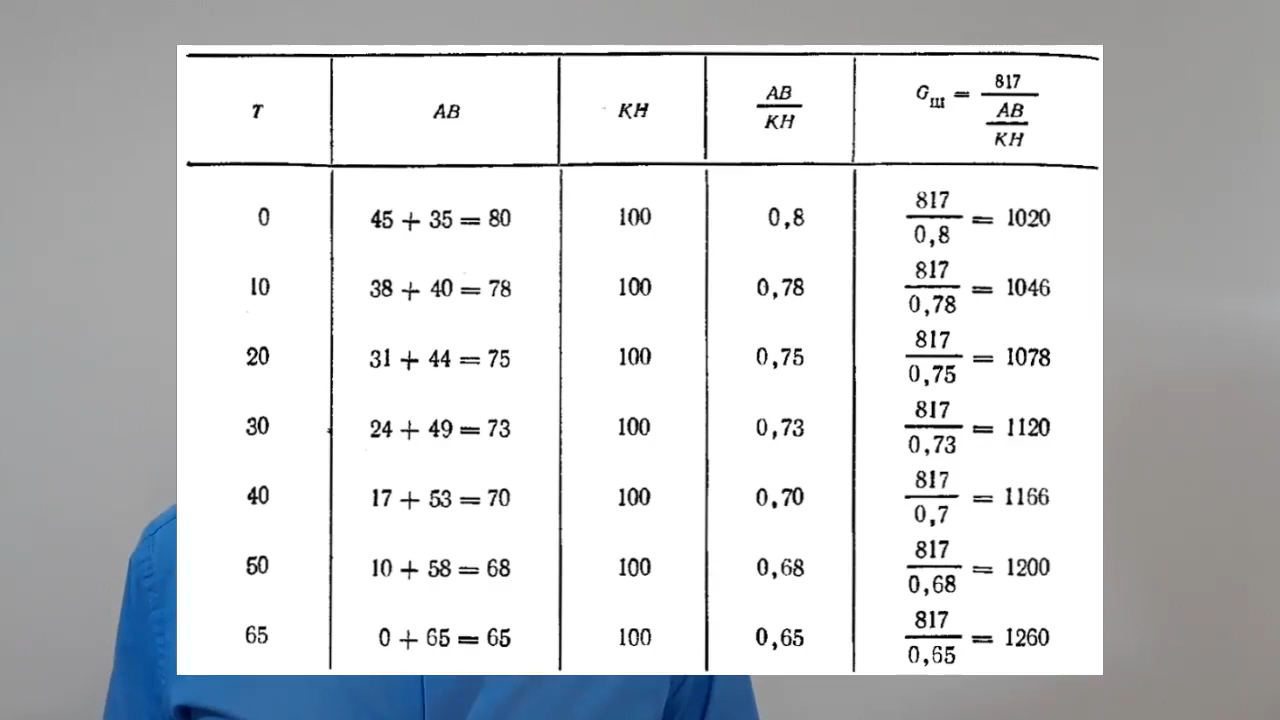 T AB KH AB/KH Gш = 817/(AB/KH)
0 45 + 35 = 80 100 0,8 817/0,8 = 1020
10 38 + 40 = 78 100 0,78 817/0,78 = 1046
20 31 + 44 = 75 100 0,75 817/0,75 = 1078
30 24 + 49 = 73 100 0,73 817/0,73 = 1120
40 17 + 53 = 70 100 0,70 817/0,7 = 1166
50 10 + 58 = 68 100 0,68 817/0,68 = 1200
65 0 + 65 = 65 100 0,65 817/0,65 = 1260